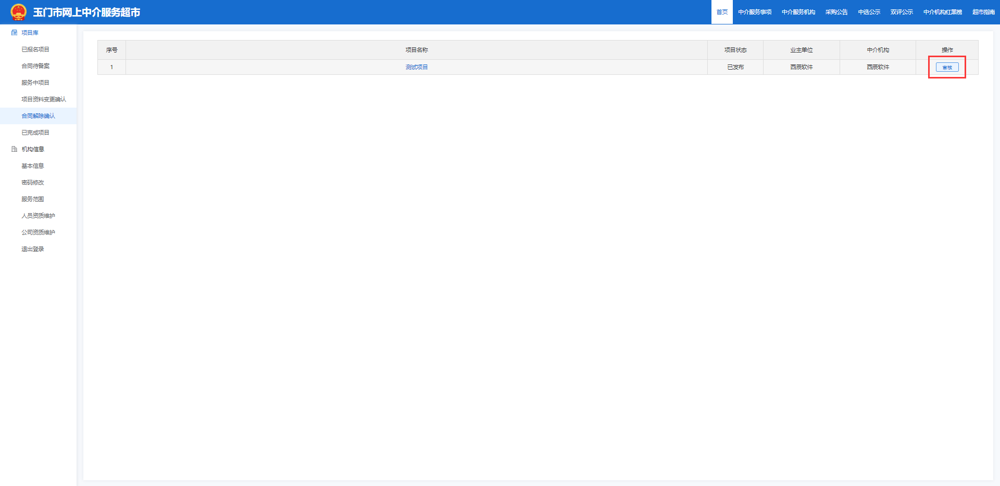 玉门市网上中介服务超市
首页 中介服务事项 中介服务机构 采购公告 中选公示 双评公示 中介机构红黑榜 超市指南
项目库
已报名项目
合同待备案
服务中项目
项目资料变更确认
合同解除确认
已完成项目
机构信息
基本信息
密码修改
服务范围
人员资质维护
公司资质维护
退出登录
序号 项目名称 项目状态 业主单位 中介机构 操作
1 测试项目 已发布 西辰软件 西辰软件 审核